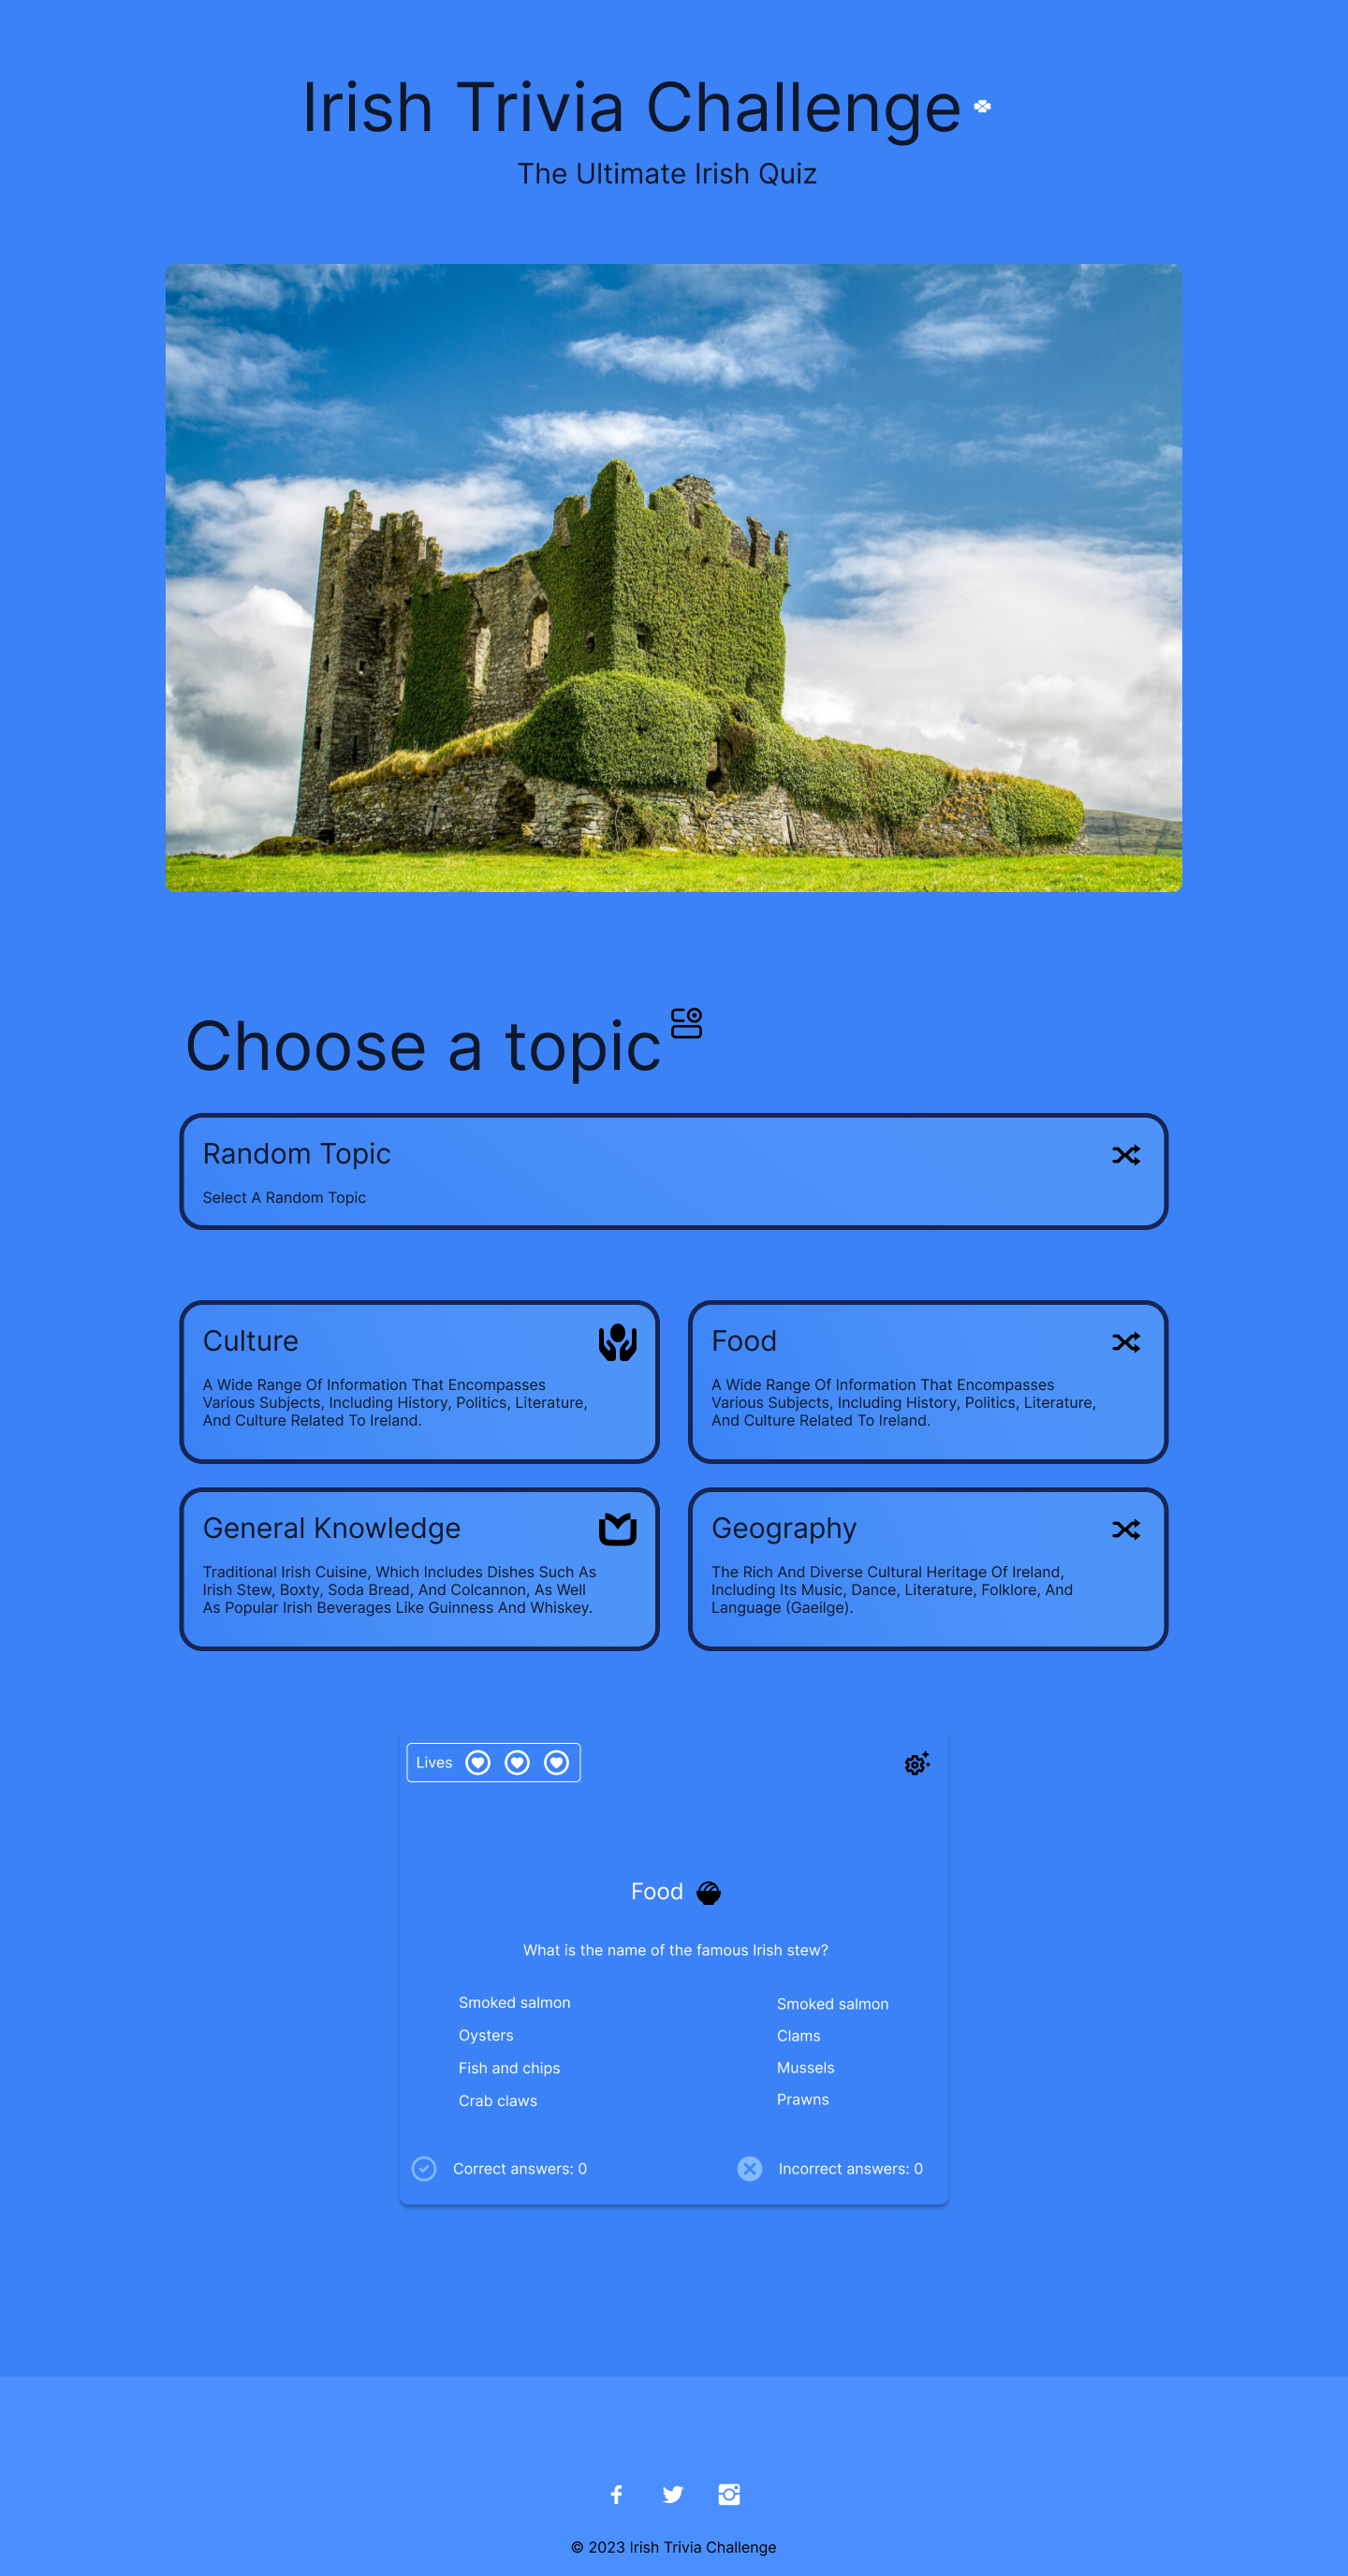 Irish Trivia Challenge
The Ultimate Irish Quiz
Choose a topic
Random Topic
Select A Random Topic
Culture
A Wide Range Of Information That Encompasses
Various Subjects, Including History, Politics, Literature,
And Culture Related To Ireland.
Food
A Wide Range Of Information That Encompasses
Various Subjects, Including History, Politics, Literature,
And Culture Related To Ireland.
General Knowledge
Traditional Irish Cuisine, Which Includes Dishes Such As
Irish Stew, Boxty, Soda Bread, And Colcannon, As Well
As Popular Irish Beverages Like Guinness And Whiskey.
Geography
The Rich And Diverse Cultural Heritage Of Ireland,
Including Its Music, Dance, Literature, Folklore, And
Language (Gaeilge).
Lives
Food
What is the name of the famous Irish stew?
Smoked salmon
Oysters
Fish and chips
Crab claws
Smoked salmon
Clams
Mussels
Prawns
Correct answers: 0
Incorrect answers: 0
© 2023 Irish Trivia Challenge